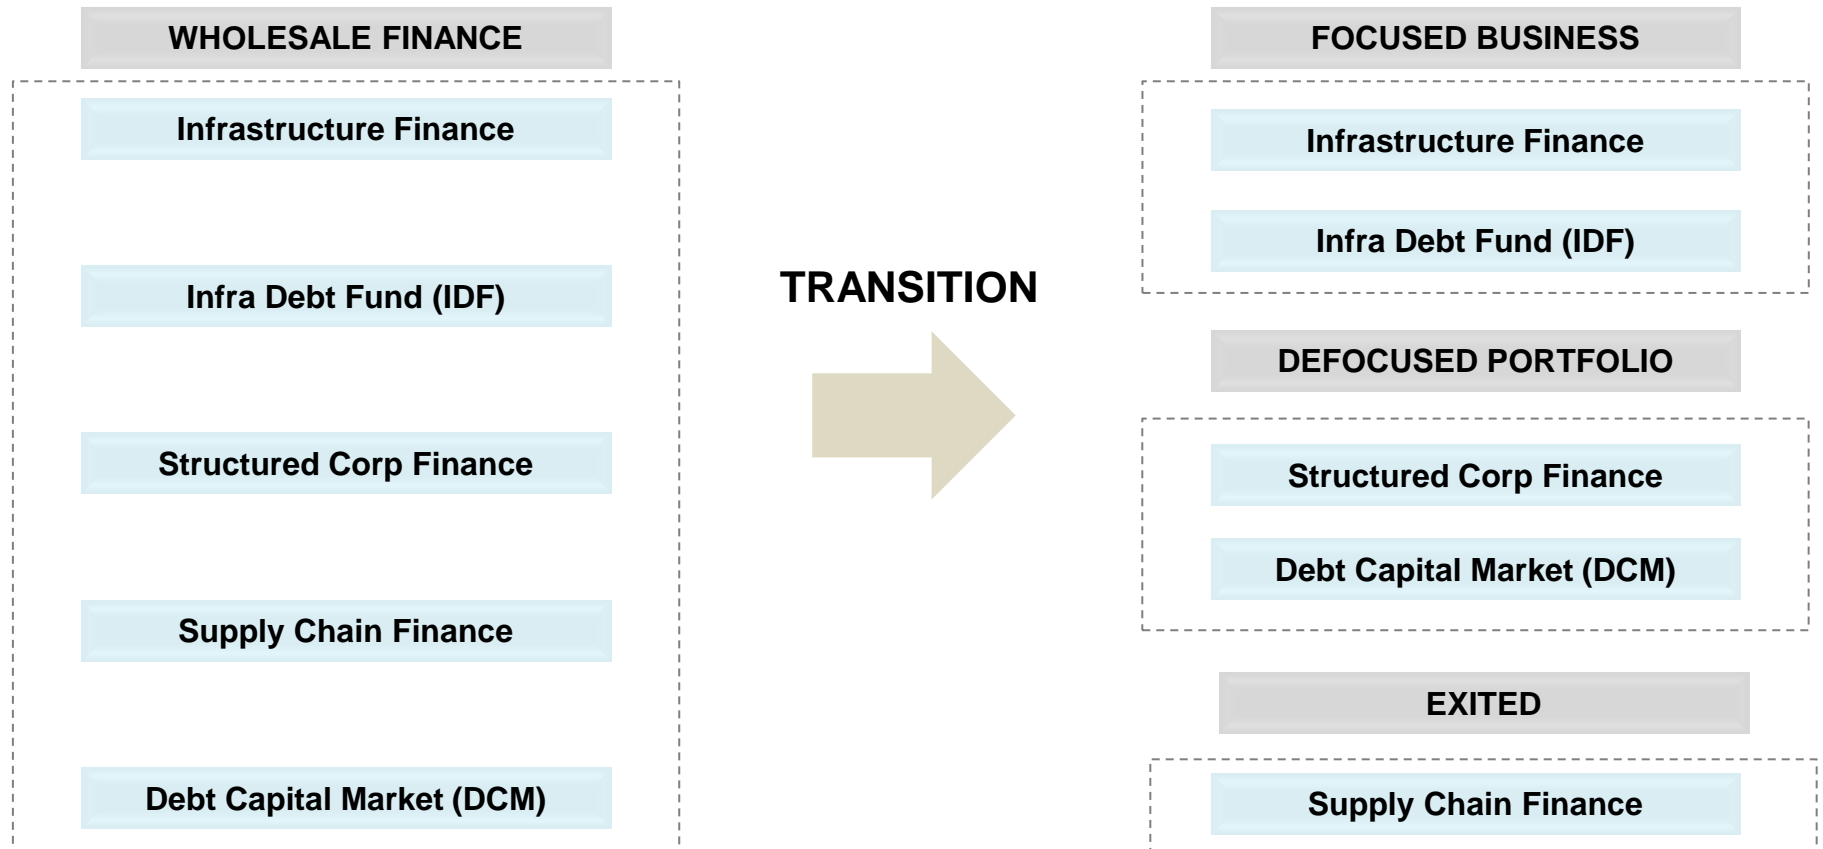 WHOLESALE FINANCE
Infrastructure Finance
Infra Debt Fund (IDF)
Structured Corp Finance
Supply Chain Finance
Debt Capital Market (DCM)
TRANSITION
FOCUSED BUSINESS
Infrastructure Finance
Infra Debt Fund (IDF)
DEFOCUSED PORTFOLIO
Structured Corp Finance
Debt Capital Market (DCM)
EXITED
Supply Chain Finance